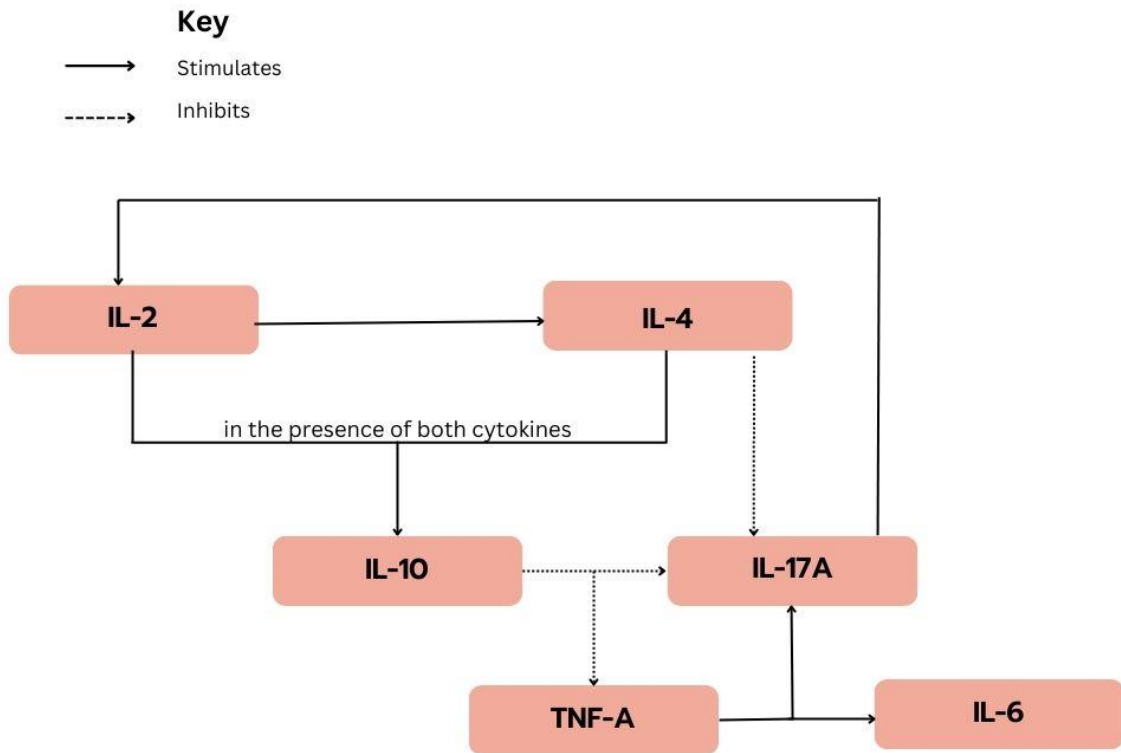 Key
Stimulates
Inhibits
IL-2
IL-4
in the presence of both cytokines
IL-10
IL-17A
TNF-A
IL-6